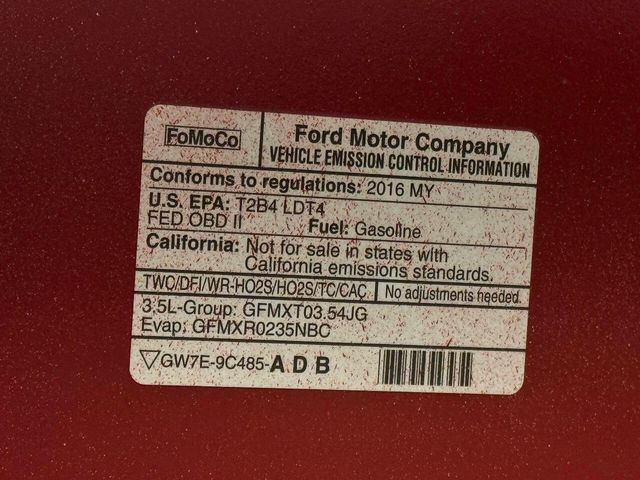 FoMoCo
Ford Motor Company
VEHICLE EMISSION CONTROL INFORMATION
Conforms to regulations: 2016 MY
U.S. EPA: T2B4 LDT4
FED OBD II Fuel: Gasoline
California: Not for sale in states with
California emissions standards.
TWC/DFI/WR-HO2S/HO2S/TC/CAC No adjustments needed.
3.5L-Group: GFMXT03.54JG
Evap: GFMXR0235NBC
GW7E-9C485-A D B